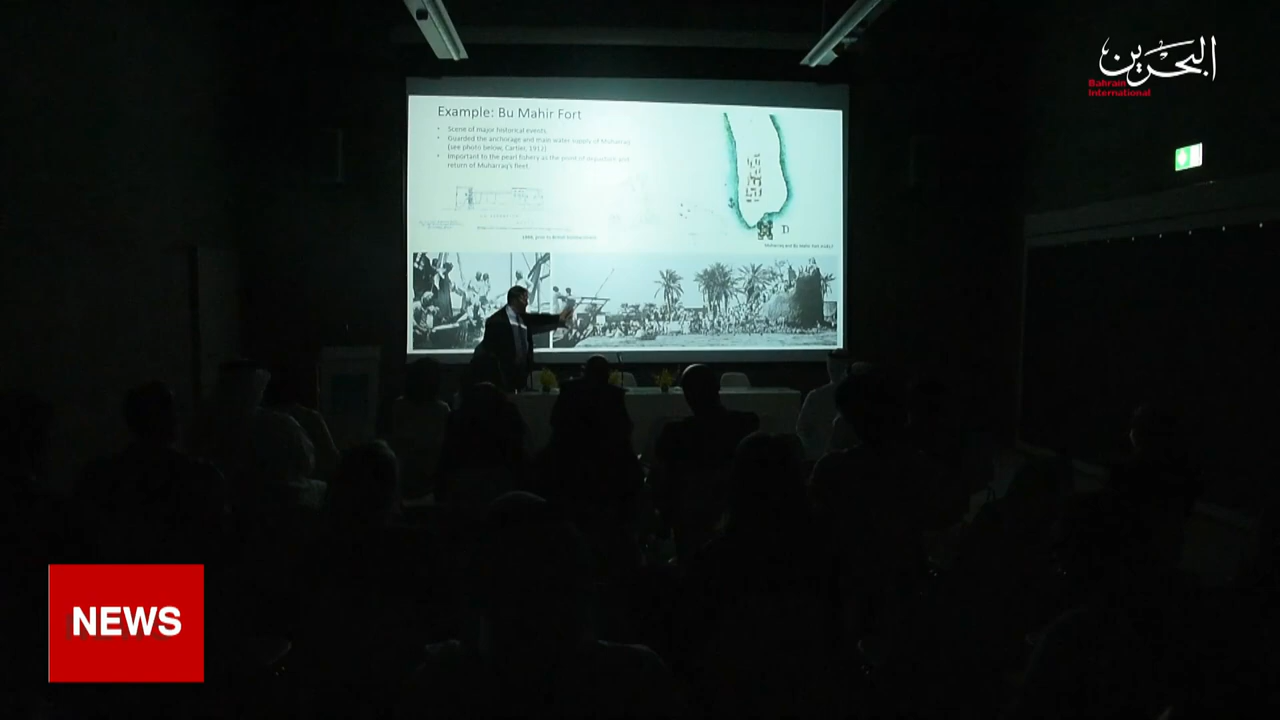 البحرين
Bahrain
International
Example: Bu Mahir Fort
• Scene of major historical events.
• Guarded the anchorage and main water supply of Muharraq
(see photo below, Cartier, 1912)
• Important to the pearl fishery as the point of departure and
return of Muharraq's fleet.
D
NEWS